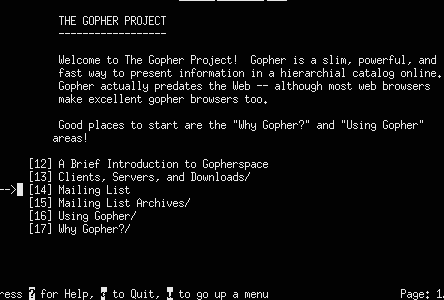 THE GOPHER PROJECT
------------------
Welcome to The Gopher Project!  Gopher is a slim, powerful, and
fast way to present information in a hierarchial catalog online.
Gopher actually predates the Web -- although most web browsers
make excellent gopher browsers too.
Good places to start are the "Why Gopher?" and "Using Gopher"
areas!
[12] A Brief Introduction to Gopherspace
[13] Clients, Servers, and Downloads/
--> [14] Mailing List
[15] Mailing List Archives/
[16] Using Gopher/
[17] Why Gopher?/
ress ? for Help, q to Quit, u to go up a menu Page: 1